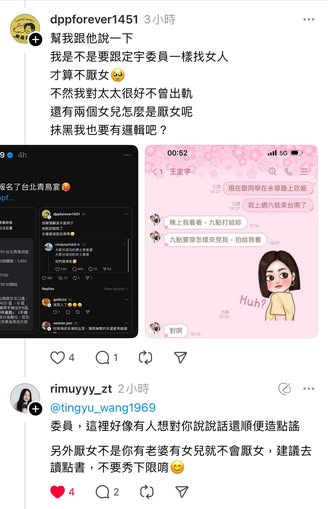 dppforever1451 3小時
幫我跟他說一下
我是不是要跟定宇委員一樣找女人
才算不厭女🥹
不然我對太太很好不曾出軌
還有兩個女兒怎麼是厭女呢
抹黑我也要有邏輯吧？
4h
報名了台北青鳥宴🥵
dppforever1451
Replies
00:52
5G
1 王定宇
現在跟同學在永華路上吃飯
我上週六就來台南了
晚上我看看，九點打給你
九點要穿怎樣來見我，拍給我看
Huh?
對啊
4 1
rimuyyy_zt 2小時
@tingyu_wang1969
委員，這裡好像有人想對你說說話還順便造點謠
另外厭女不是你有老婆有女兒就不會厭女，建議去
讀點書，不要秀下限唷😊
4 2